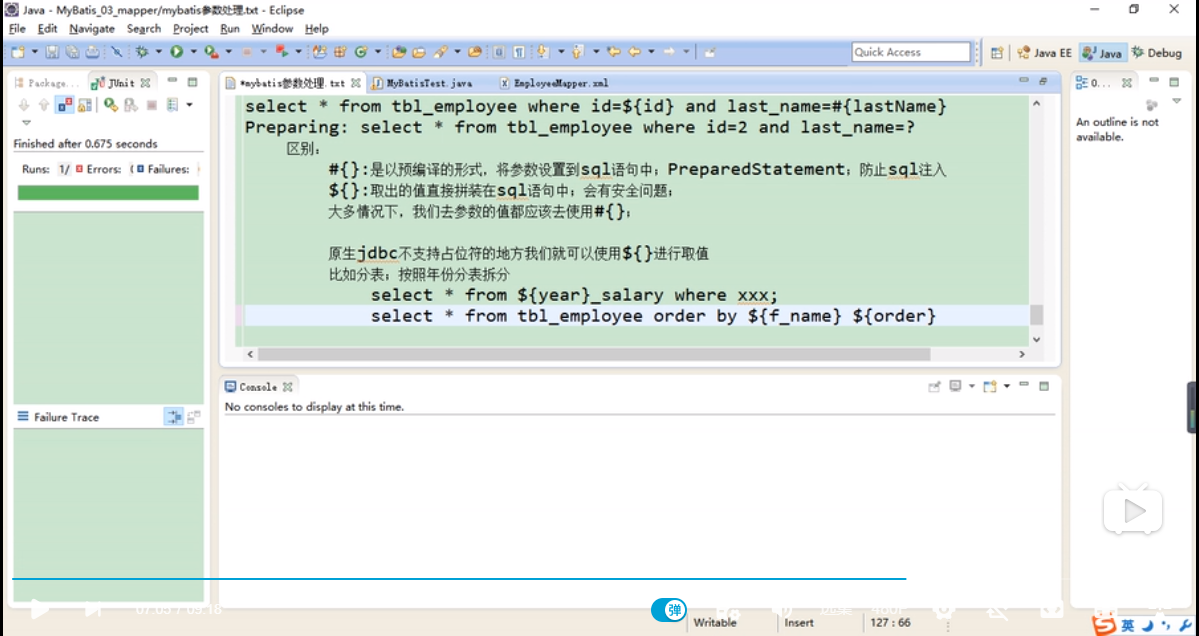 Java - MyBatis_03_mapper/mybatis参数处理.txt - Eclipse
File Edit Navigate Search Project Run Window Help
Quick Access
Java EE
Java
Debug
Package...
JUnit
*mybatis参数处理.txt
MyBatisTest.java
EmployeeMapper.xml
O...
Finished after 0.675 seconds
Runs: 1/ Errors: Failures:
select * from tbl_employee where id=${id} and last_name=#{lastName}
Preparing: select * from tbl_employee where id=2 and last_name=?
区别:
#{}:是以预编译的形式,将参数设置到sql语句中;PreparedStatement;防止sql注入
${}:取出的值直接拼装在sql语句中;会有安全问题;
大多情况下,我们去参数的值都应该去使用#{};
原生jdbc不支持占位符的地方我们就可以使用${}进行取值
比如分表;按照年份分表拆分
select * from ${year}_salary where xxx;
select * from tbl_employee order by ${f_name} ${order}
An outline is not
available.
Failure Trace
Console
No consoles to display at this time.
07:05 / 09:18
弹
选集
480P
Writable
Insert
127 : 66
英